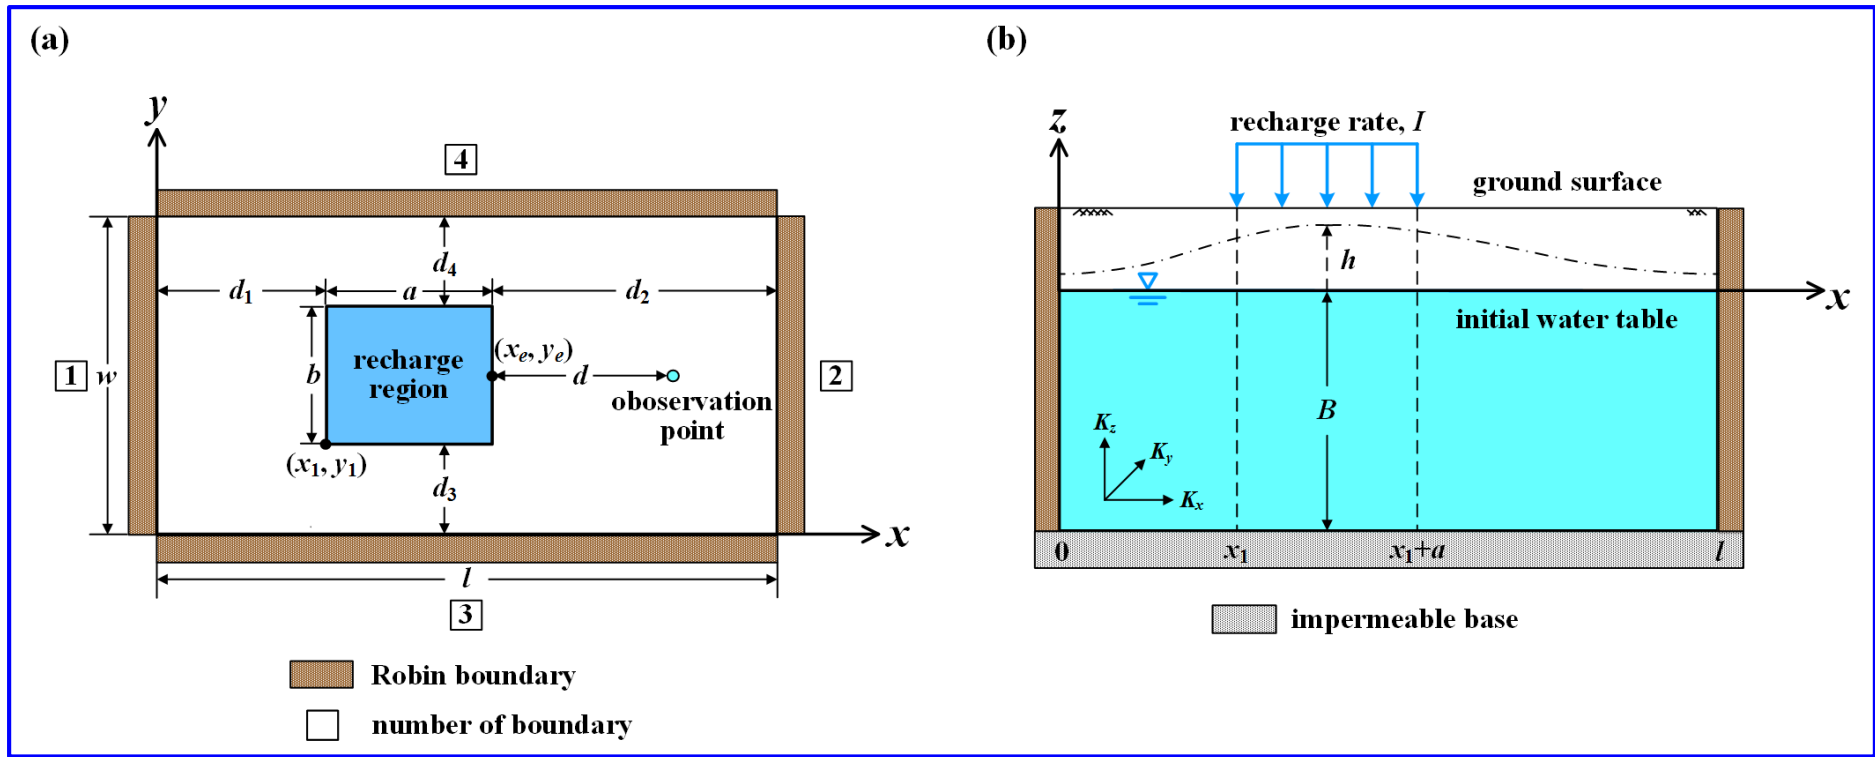 (a)
y
4
d4
d1
a
d2
(xe, ye)
1
w
b
recharge
region
d
2
oboservation
point
(x1, y1)
d3
x
l
3
Robin boundary
number of boundary
(b)
z
recharge rate, I
ground surface
h
x
initial water table
B
Kz
Ky
Kx
0
x1
x1+a
l
impermeable base